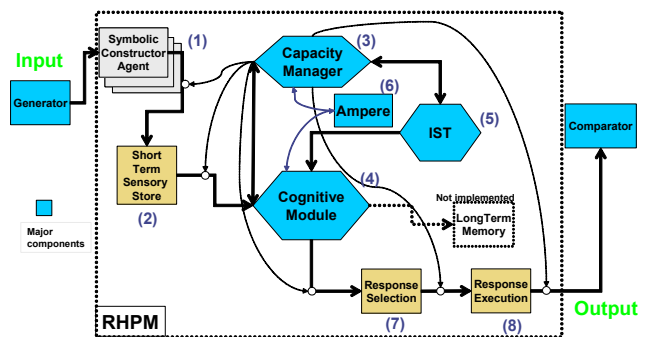 Input
Generator
Symbolic
Constructor
Agent
(1)
Capacity
Manager
(3)
(6)
Ampere
IST
(5)
Comparator
Short
Term
Sensory
Store
(2)
(4)
Cognitive
Module
Not implemented
LongTerm
Memory
Major
components
Response
Selection
(7)
Response
Execution
(8)
Output
RHPM